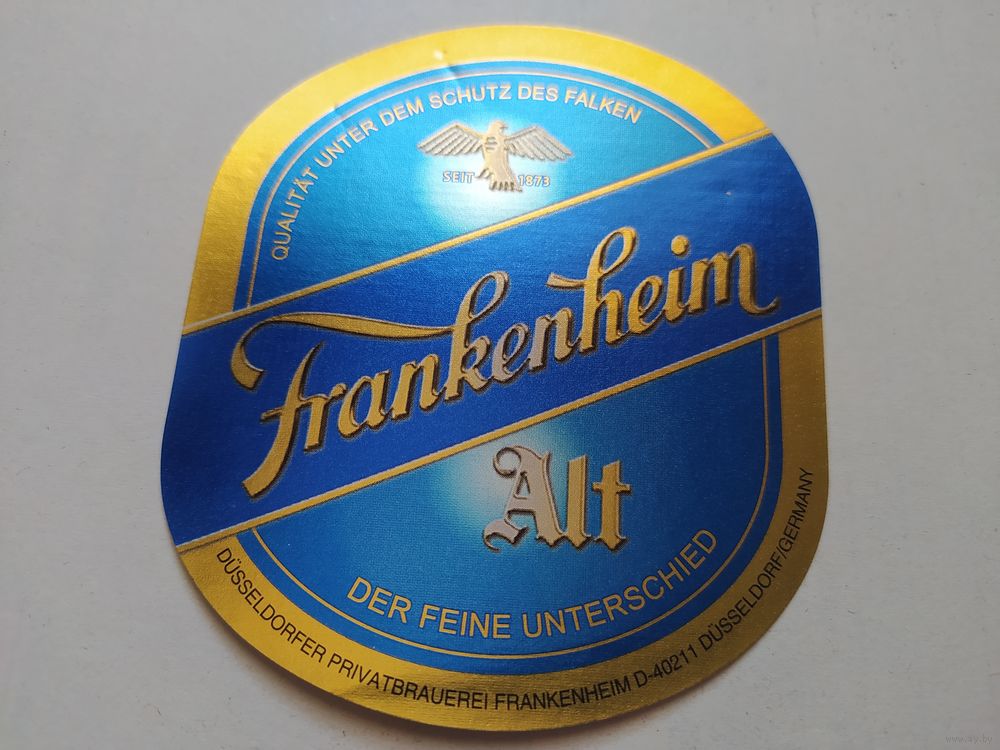 QUALITÄT UNTER DEM SCHUTZ DES FALKEN
SEIT 1873
Frankenheim
Alt
DER FEINE UNTERSCHIED
DÜSSELDORFER PRIVATBRAUEREI FRANKENHEIM D-40211 DÜSSELDORF/GERMANY